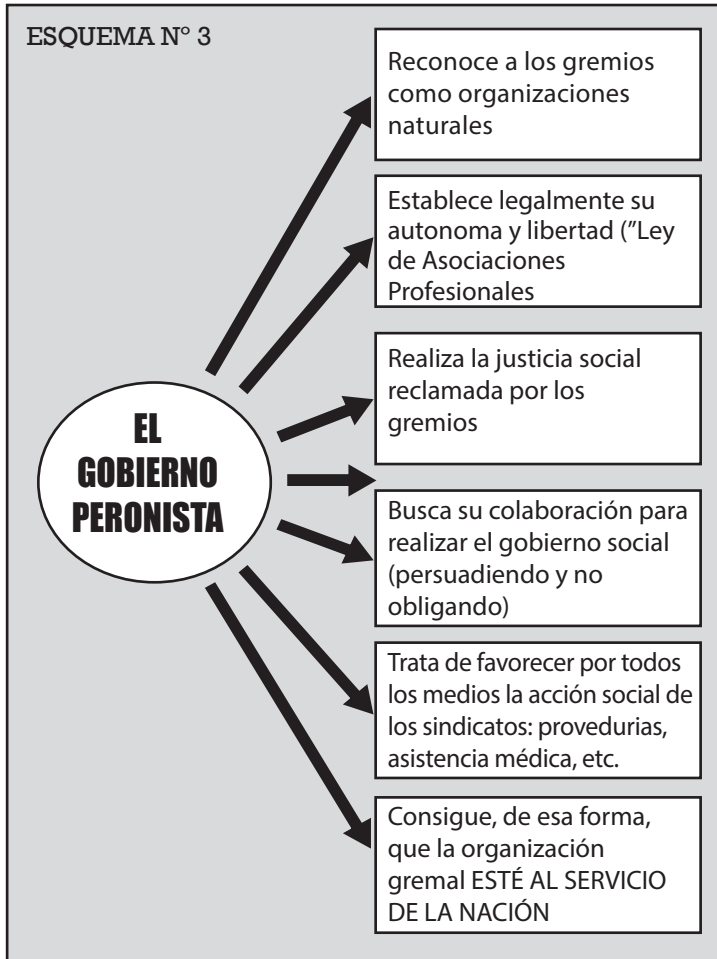 ESQUEMA N° 3
Reconoce a los gremios
como organizaciones
naturales
Establece legalmente su
autonoma y libertad ("Ley
de Asociaciones
Profesionales
Realiza la justicia social
reclamada por los
gremios
EL
GOBIERNO
PERONISTA
Busca su colaboración para
realizar el gobierno social
(persuadiendo y no
obligando)
Trata de favorecer por todos
los medios la acción social de
los sindicatos: provedurias,
asistencia médica, etc.
Consigue, de esa forma,
que la organización
gremal ESTÉ AL SERVICIO
DE LA NACIÓN